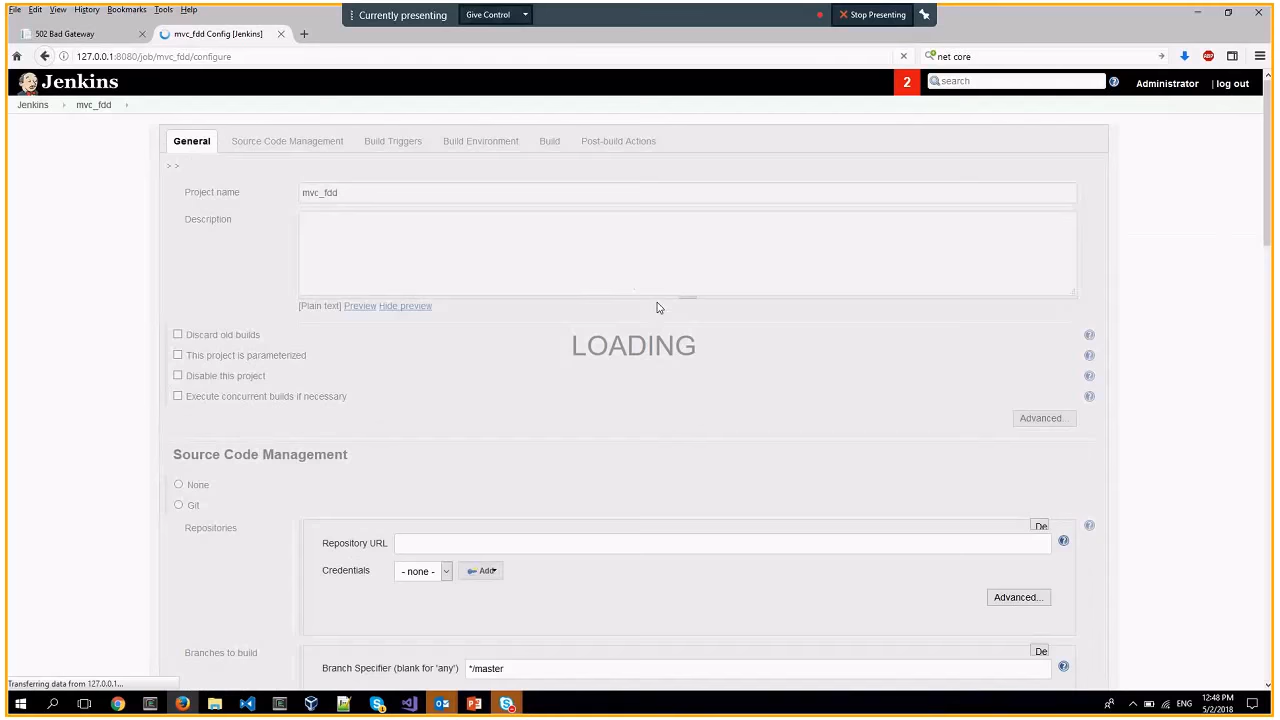 File Edit View History Bookmarks Tools Help
Currently presenting Give Control Stop Presenting
502 Bad Gateway mvc_fdd Config [Jenkins]
127.0.0.1:8080/job/mvc_fdd/configure net core
Jenkins 2 search Administrator | log out
Jenkins mvc_fdd
General Source Code Management Build Triggers Build Environment Build Post-build Actions
> >
Project name mvc_fdd
Description
[Plain text] Preview Hide preview
Discard old builds
This project is parameterized
Disable this project
Execute concurrent builds if necessary
LOADING
Advanced...
Source Code Management
None
Git
Repositories
De
Repository URL
Credentials - none - Add
Advanced...
Branches to build
De
Branch Specifier (blank for 'any') */master
Transferring data from 127.0.0.1...
ENG 12:48 PM
5/2/2018